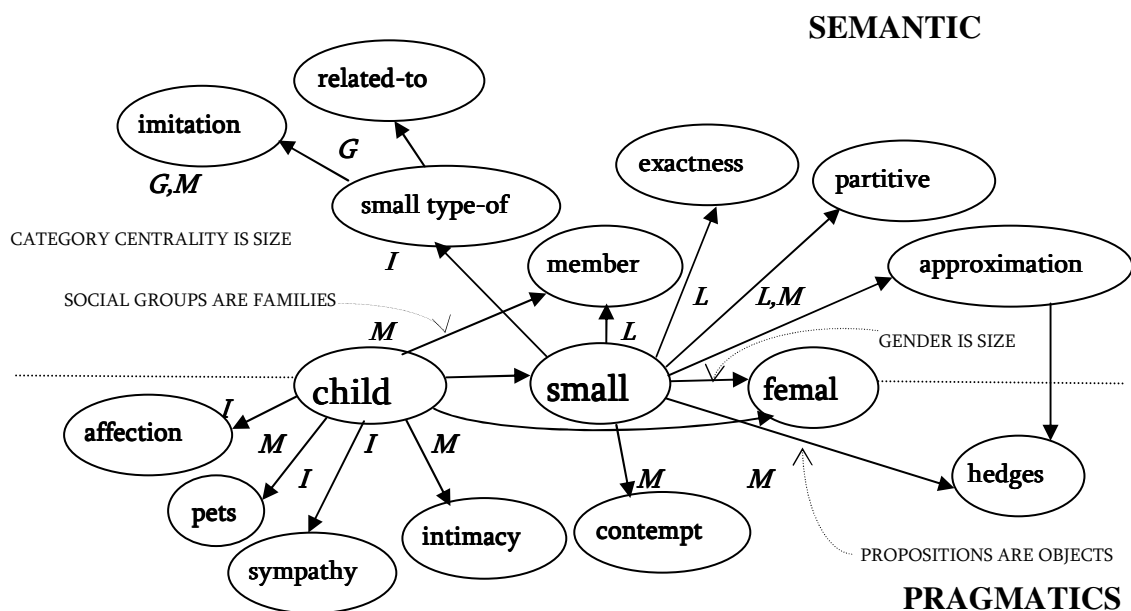 SEMANTIC
related-to
imitation
G
exactness
partitive
G,M
small type-of
CATEGORY CENTRALITY IS SIZE
I
member
approximation
SOCIAL GROUPS ARE FAMILIES
L
L,M
M
L
GENDER IS SIZE
child
small
femal
I
affection
M
I
M
I
M
M
hedges
pets
intimacy
contempt
sympathy
PROPOSITIONS ARE OBJECTS
PRAGMATICS